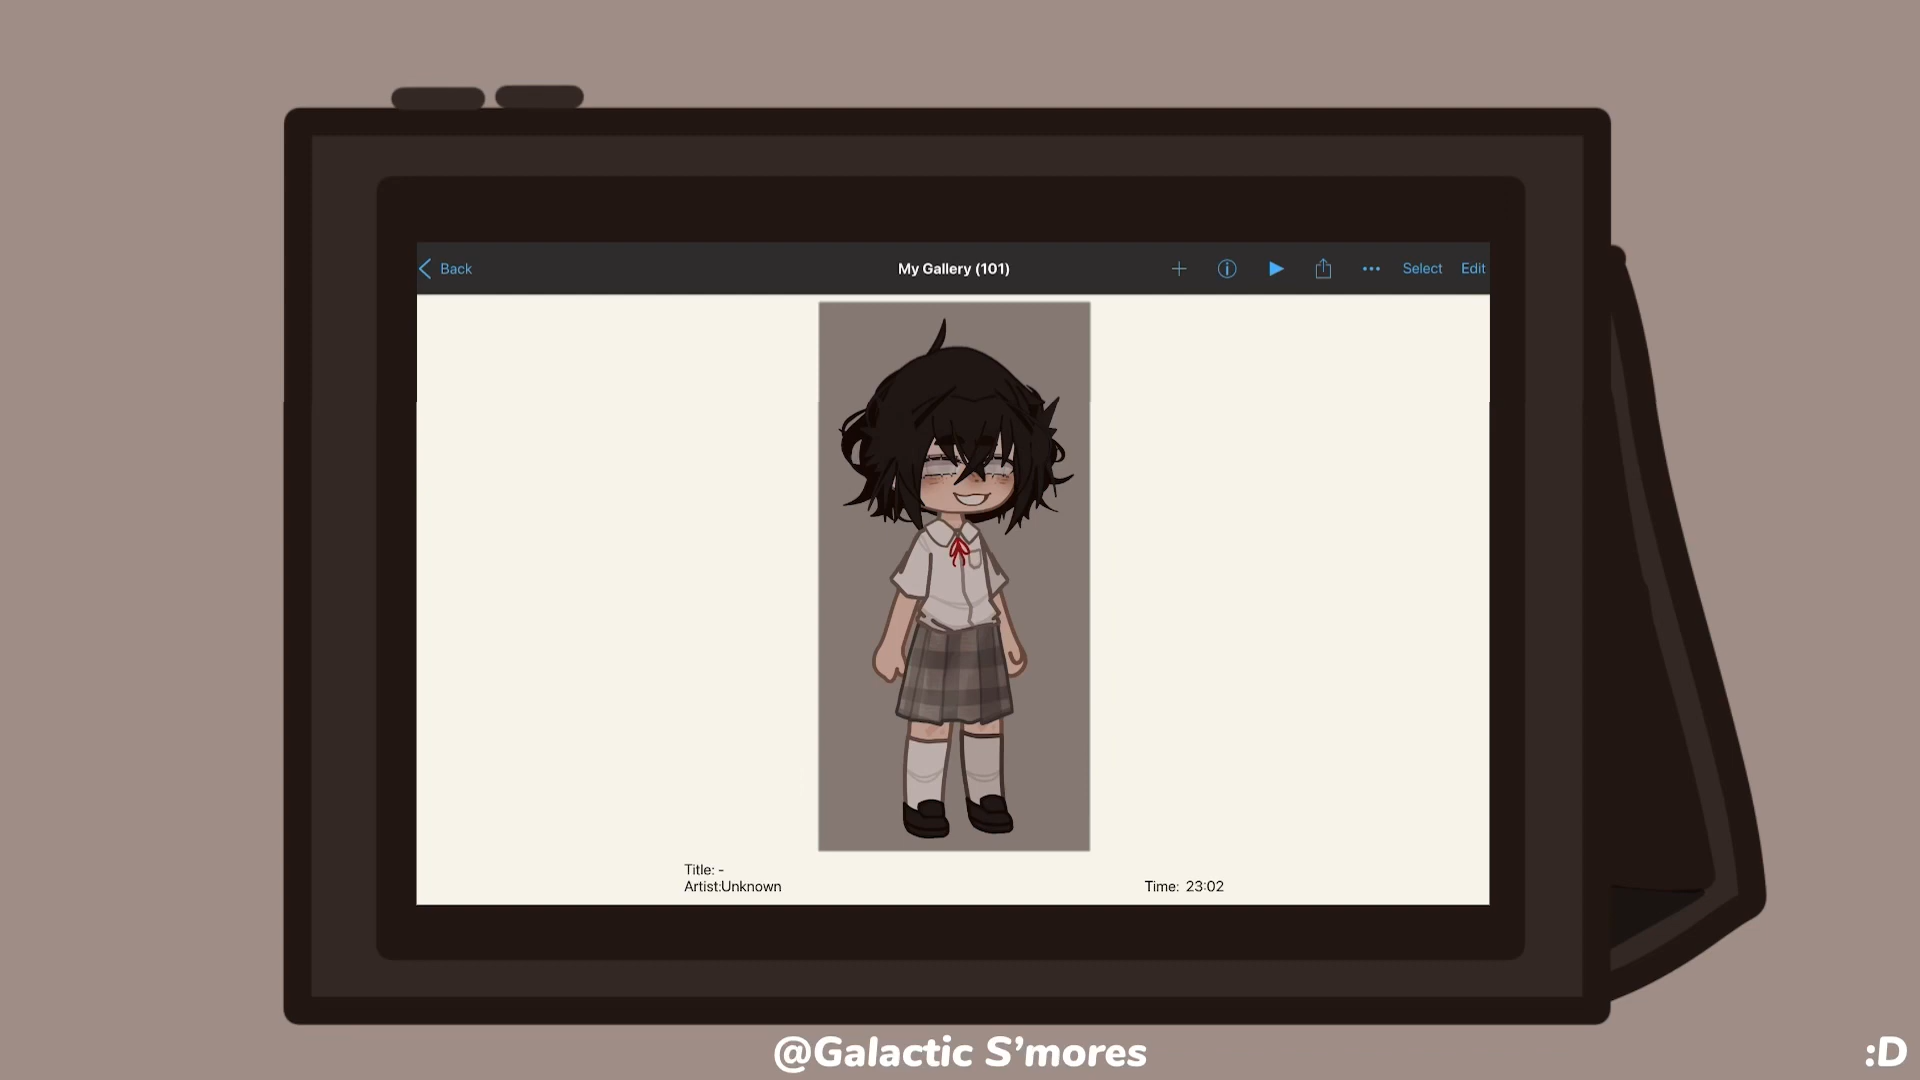 Back
My Gallery (101)
Select
Edit
Title: -
Artist:Unknown
Time: 23:02
@Galactic S'mores
:D